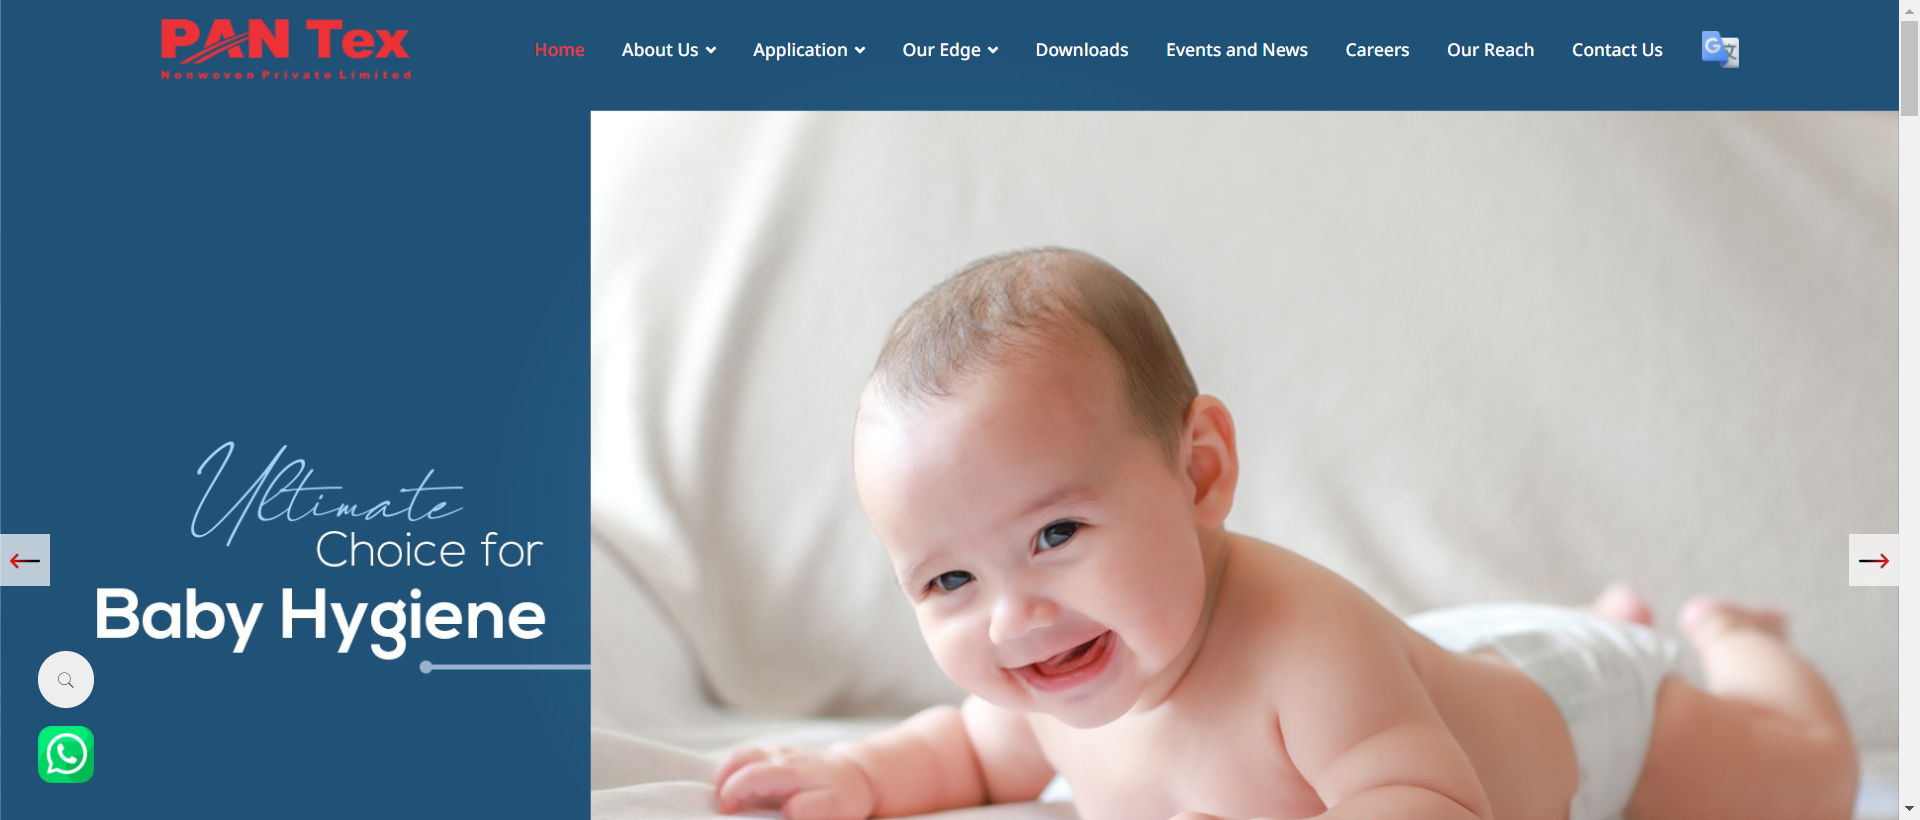 PAN Tex
Nonwoven Private Limited
Home
About Us
Application
Our Edge
Downloads
Events and News
Careers
Our Reach
Contact Us
G 文
Ultimate
Choice for
Baby Hygiene